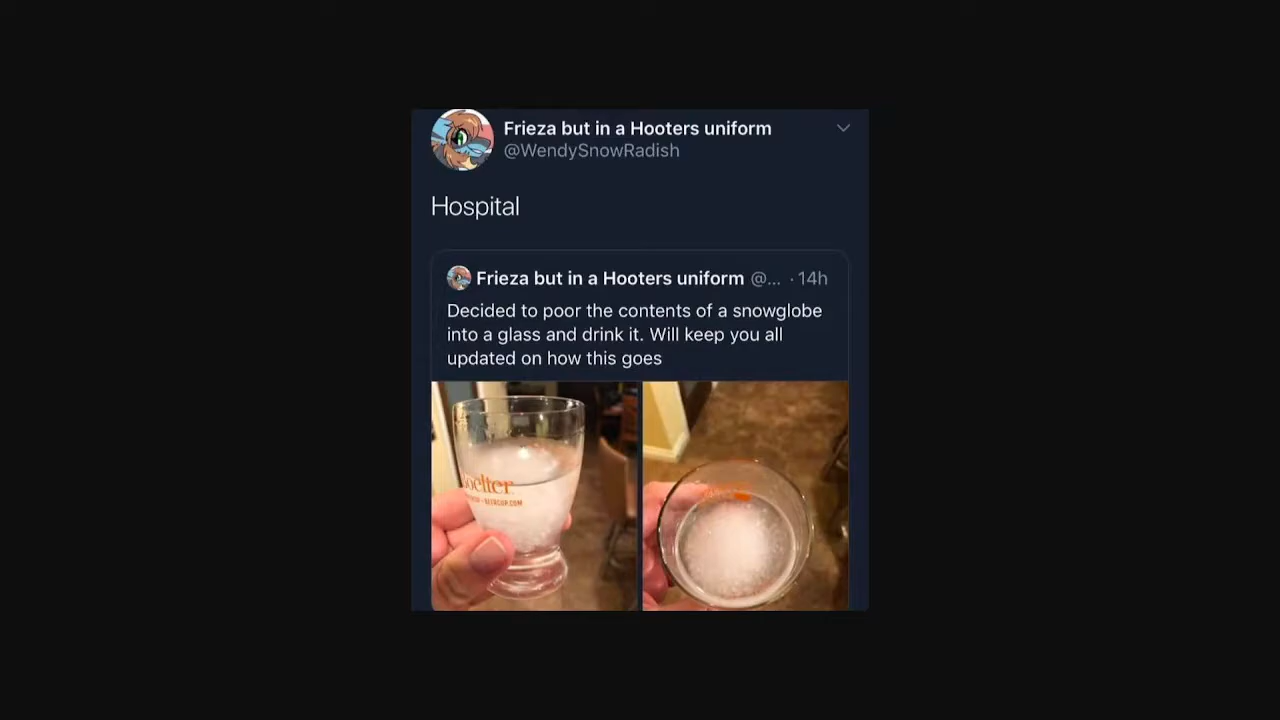 Frieza but in a Hooters uniform
@WendySnowRadish
Hospital
Frieza but in a Hooters uniform @... · 14h
Decided to poor the contents of a snowglobe
into a glass and drink it. Will keep you all
updated on how this goes